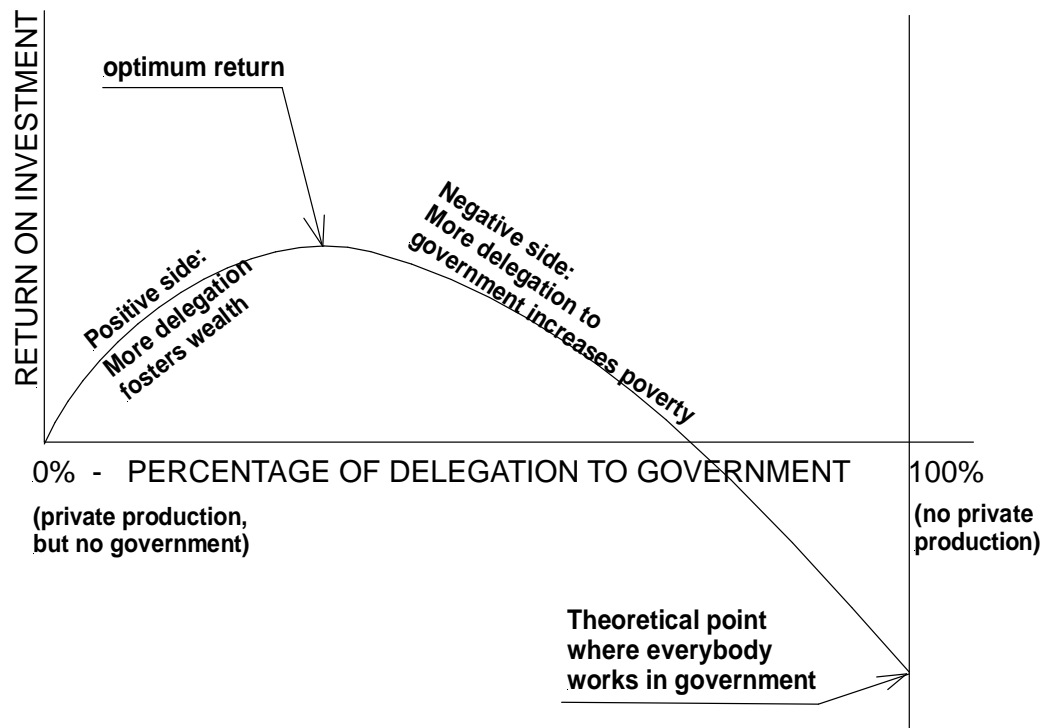 RETURN ON INVESTMENT
optimum return
Positive side:
More delegation
fosters wealth
Negative side:
More delegation to
government increases poverty
0% - PERCENTAGE OF DELEGATION TO GOVERNMENT 100%
(private production,
but no government)
(no private
production)
Theoretical point
where everybody
works in government